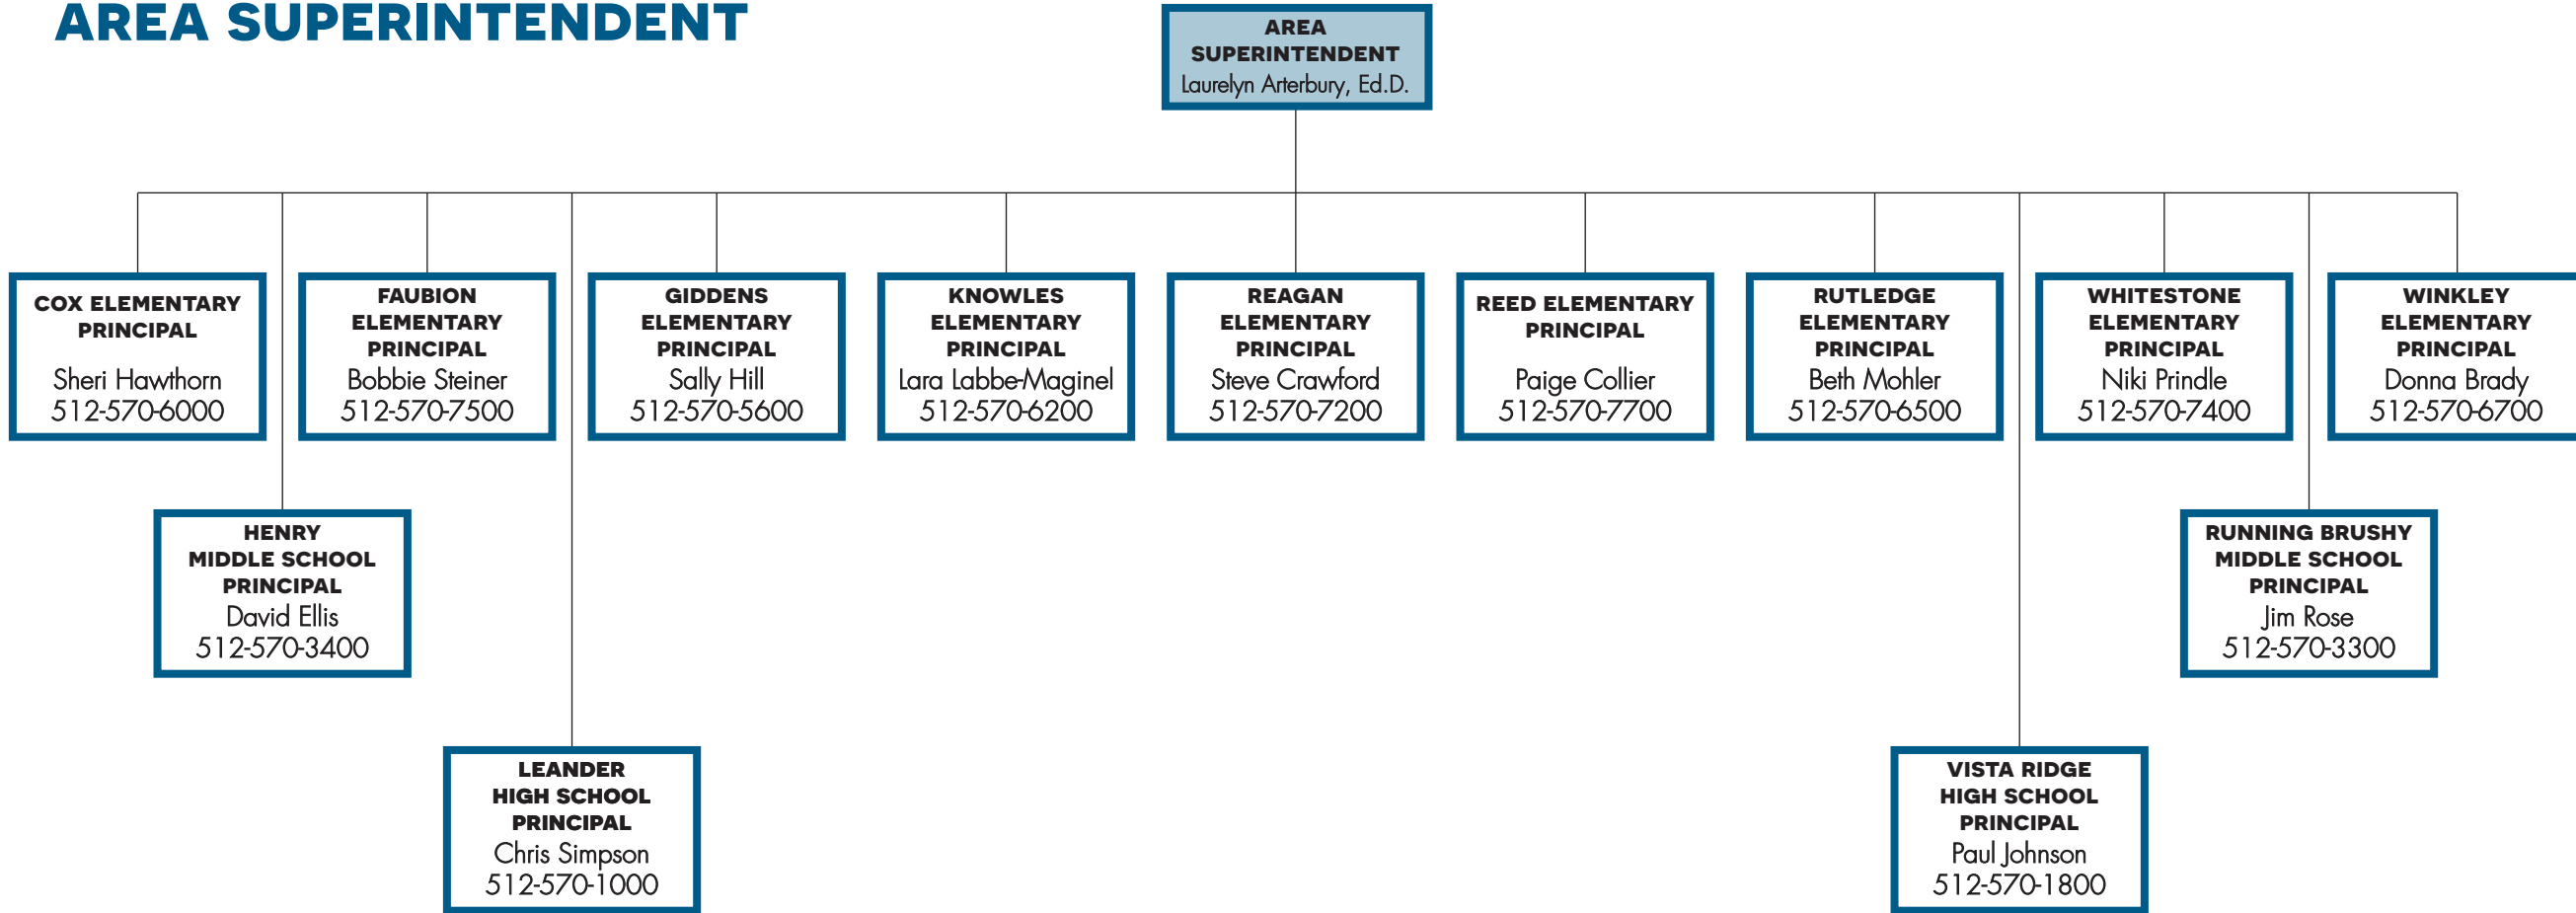 AREA SUPERINTENDENT
AREA
SUPERINTENDENT
Laurelyn Arterbury, Ed.D.
COX ELEMENTARY
PRINCIPAL
Sheri Hawthorn
512-570-6000
FAUBION
ELEMENTARY
PRINCIPAL
Bobbie Steiner
512-570-7500
GIDDENS
ELEMENTARY
PRINCIPAL
Sally Hill
512-570-5600
KNOWLES
ELEMENTARY
PRINCIPAL
Lara Labbe-Maginel
512-570-6200
REAGAN
ELEMENTARY
PRINCIPAL
Steve Crawford
512-570-7200
REED ELEMENTARY
PRINCIPAL
Paige Collier
512-570-7700
RUTLEDGE
ELEMENTARY
PRINCIPAL
Beth Mohler
512-570-6500
WHITESTONE
ELEMENTARY
PRINCIPAL
Niki Prindle
512-570-7400
WINKLEY
ELEMENTARY
PRINCIPAL
Donna Brady
512-570-6700
HENRY
MIDDLE SCHOOL
PRINCIPAL
David Ellis
512-570-3400
RUNNING BRUSHY
MIDDLE SCHOOL
PRINCIPAL
Jim Rose
512-570-3300
LEANDER
HIGH SCHOOL
PRINCIPAL
Chris Simpson
512-570-1000
VISTA RIDGE
HIGH SCHOOL
PRINCIPAL
Paul Johnson
512-570-1800